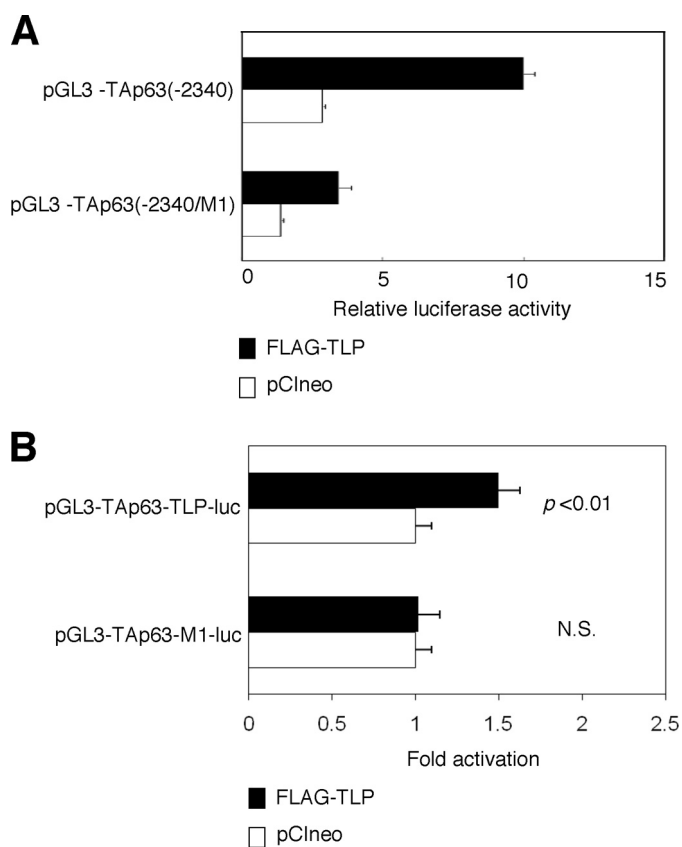 A
pGL3 -TAp63(-2340)
pGL3 -TAp63(-2340/M1)
0 5 10 15
Relative luciferase activity
FLAG-TLP
pCIneo
B
pGL3-TAp63-TLP-luc
p<0.01
pGL3-TAp63-M1-luc
N.S.
0 0.5 1 1.5 2 2.5
Fold activation
FLAG-TLP
pCIneo